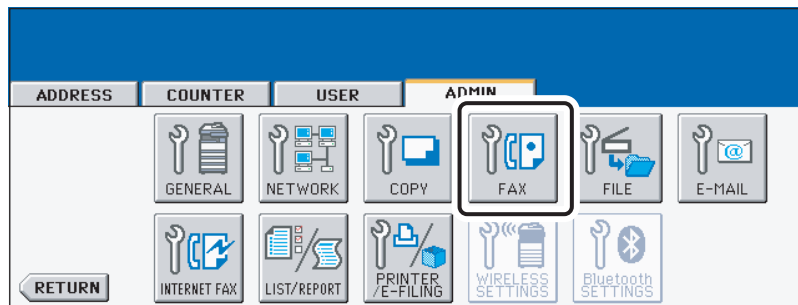 ADDRESS COUNTER USER ADMIN
GENERAL NETWORK COPY FAX FILE E-MAIL
@
INTERNET FAX LIST/REPORT PRINTER WIRELESS Bluetooth
/E-FILING SETTINGS SETTINGS
RETURN